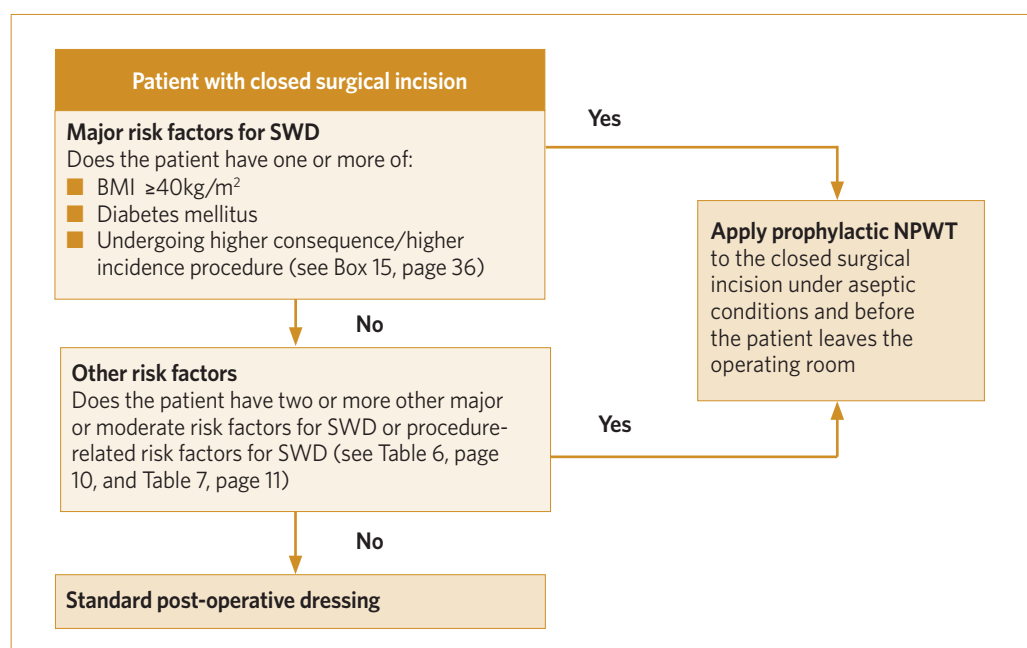 Patient with closed surgical incision
Major risk factors for SWD
Does the patient have one or more of:
■ BMI ≥40kg/m²
■ Diabetes mellitus
■ Undergoing higher consequence/higher
incidence procedure (see Box 15, page 36)
Yes
Apply prophylactic NPWT
to the closed surgical
incision under aseptic
conditions and before
the patient leaves the
operating room
No
Other risk factors
Does the patient have two or more other major
or moderate risk factors for SWD or procedure-
related risk factors for SWD (see Table 6, page
10, and Table 7, page 11)
Yes
No
Standard post-operative dressing